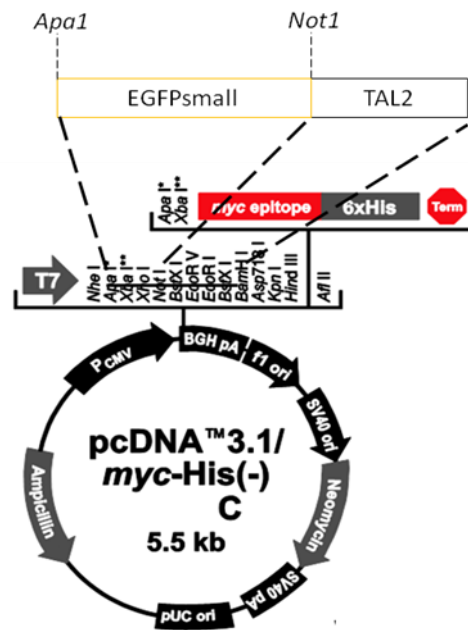 Apa1 Not1
EGFPsmall TAL2
Apa I*
Xba I**
myc epitope 6xHis Term
T7
Nhe I
Apa I*
Xba I**
Xho I
Not I
BstX I
EcoR V
EcoR I
BstX I
BamH I
Asp718 I
Kpn I
Hind III
Afl II
PCMV
BGH pA
f1 ori
SV40 ori
Neomycin
SV40 pA
pUC ori
Ampicillin
pcDNA™3.1/
myc-His(-)
C
5.5 kb